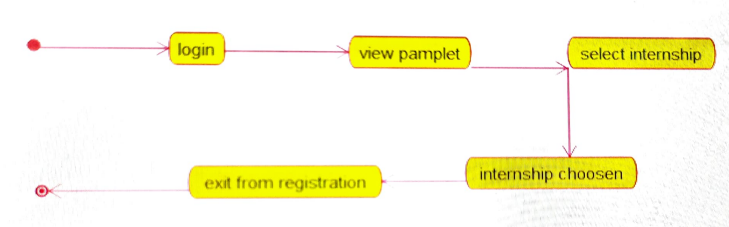 login
view pamplet
select internship
internship choosen
exit from registration